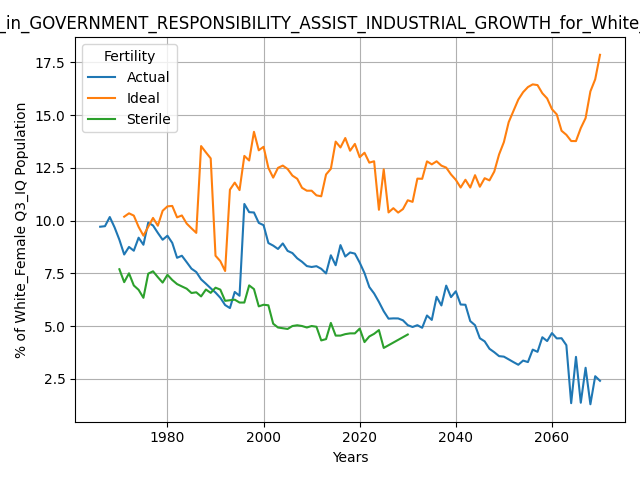 _in_GOVERNMENT_RESPONSIBILITY_ASSIST_INDUSTRIAL_GROWTH_for_White_
Fertility
Actual
Ideal
Sterile
% of White_Female Q3_IQ Population
17.5
15.0
12.5
10.0
7.5
5.0
2.5
1980
2000
2020
2040
2060
Years